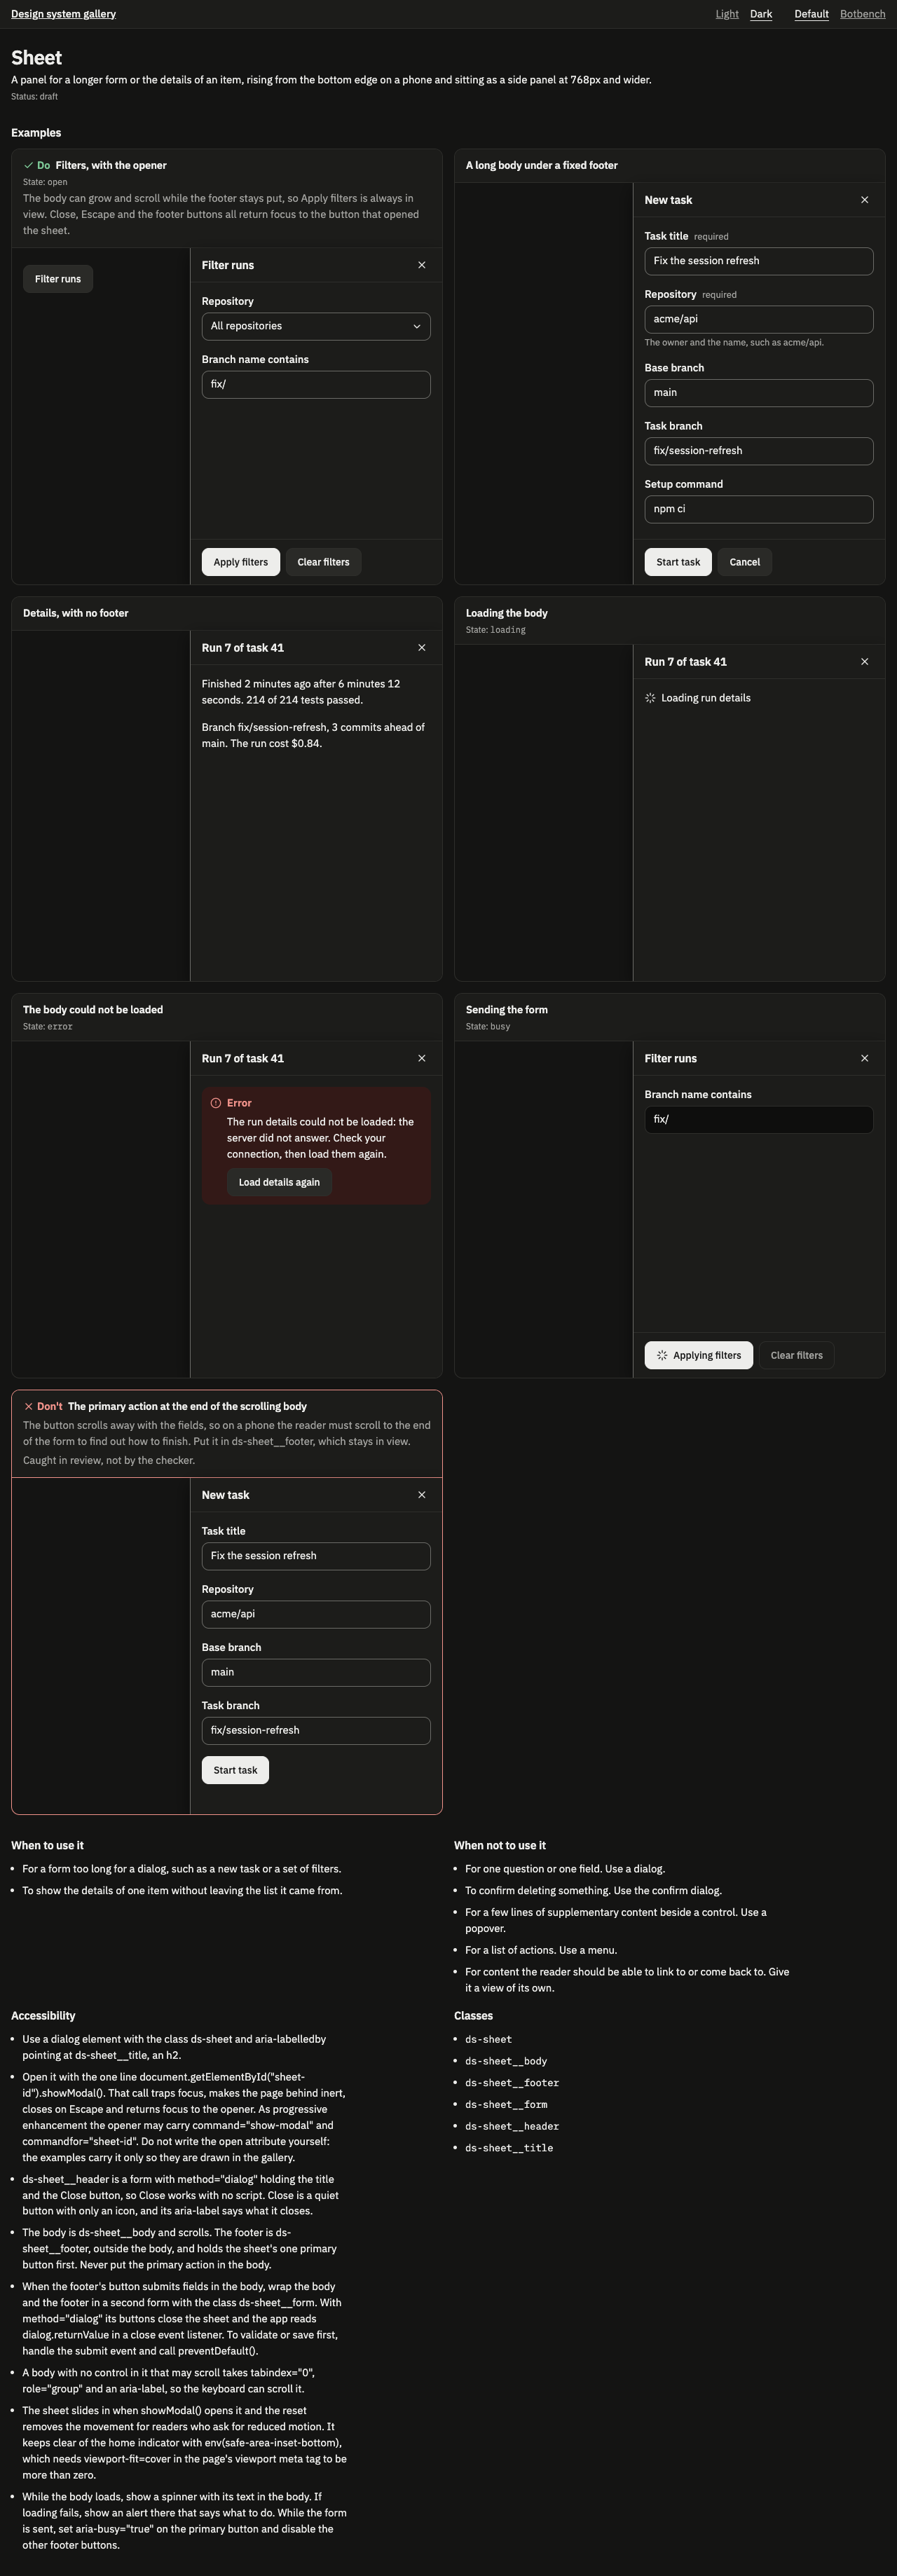 Design system gallery
Light Dark Default Botbench
Sheet
A panel for a longer form or the details of an item, rising from the bottom edge on a phone and sitting as a side panel at 768px and wider.
Status: draft
Examples
Do Filters, with the opener
State: open
The body can grow and scroll while the footer stays put, so Apply filters is always in
view. Close, Escape and the footer buttons all return focus to the button that opened
the sheet.
Filter runs
Filter runs
Repository
All repositories
Branch name contains
fix/
Apply filters
Clear filters
A long body under a fixed footer
New task
Task title required
Fix the session refresh
Repository required
acme/api
The owner and the name, such as acme/api.
Base branch
main
Task branch
fix/session-refresh
Setup command
npm ci
Start task
Cancel
Details, with no footer
Run 7 of task 41
Finished 2 minutes ago after 6 minutes 12
seconds. 214 of 214 tests passed.
Branch fix/session-refresh, 3 commits ahead of
main. The run cost $0.84.
Loading the body
State: loading
Run 7 of task 41
Loading run details
The body could not be loaded
State: error
Run 7 of task 41
Error
The run details could not be loaded: the
server did not answer. Check your
connection, then load them again.
Load details again
Sending the form
State: busy
Filter runs
Branch name contains
fix/
Applying filters
Clear filters
Don't The primary action at the end of the scrolling body
The button scrolls away with the fields, so on a phone the reader must scroll to the end
of the form to find out how to finish. Put it in ds-sheet__footer, which stays in view.
Caught in review, not by the checker.
New task
Task title
Fix the session refresh
Repository
acme/api
Base branch
main
Task branch
fix/session-refresh
Start task
When to use it
For a form too long for a dialog, such as a new task or a set of filters.
To show the details of one item without leaving the list it came from.
When not to use it
For one question or one field. Use a dialog.
To confirm deleting something. Use the confirm dialog.
For a few lines of supplementary content beside a control. Use a
popover.
For a list of actions. Use a menu.
For content the reader should be able to link to or come back to. Give
it a view of its own.
Accessibility
Use a dialog element with the class ds-sheet and aria-labelledby
pointing at ds-sheet__title, an h2.
Open it with the one line document.getElementById("sheet-
id").showModal(). That call traps focus, makes the page behind inert,
closes on Escape and returns focus to the opener. As progressive
enhancement the opener may carry command="show-modal" and
commandfor="sheet-id". Do not write the open attribute yourself:
the examples carry it only so they are drawn in the gallery.
ds-sheet__header is a form with method="dialog" holding the title
and the Close button, so Close works with no script. Close is a quiet
button with only an icon, and its aria-label says what it closes.
The body is ds-sheet__body and scrolls. The footer is ds-
sheet__footer, outside the body, and holds the sheet's one primary
button first. Never put the primary action in the body.
When the footer's button submits fields in the body, wrap the body
and the footer in a second form with the class ds-sheet__form. With
method="dialog" its buttons close the sheet and the app reads
dialog.returnValue in a close event listener. To validate or save first,
handle the submit event and call preventDefault().
A body with no control in it that may scroll takes tabindex="0",
role="group" and an aria-label, so the keyboard can scroll it.
The sheet slides in when showModal() opens it and the reset
removes the movement for readers who ask for reduced motion. It
keeps clear of the home indicator with env(safe-area-inset-bottom),
which needs viewport-fit=cover in the page's viewport meta tag to be
more than zero.
While the body loads, show a spinner with its text in the body. If
loading fails, show an alert there that says what to do. While the form
is sent, set aria-busy="true" on the primary button and disable the
other footer buttons.
Classes
ds-sheet
ds-sheet__body
ds-sheet__footer
ds-sheet__form
ds-sheet__header
ds-sheet__title